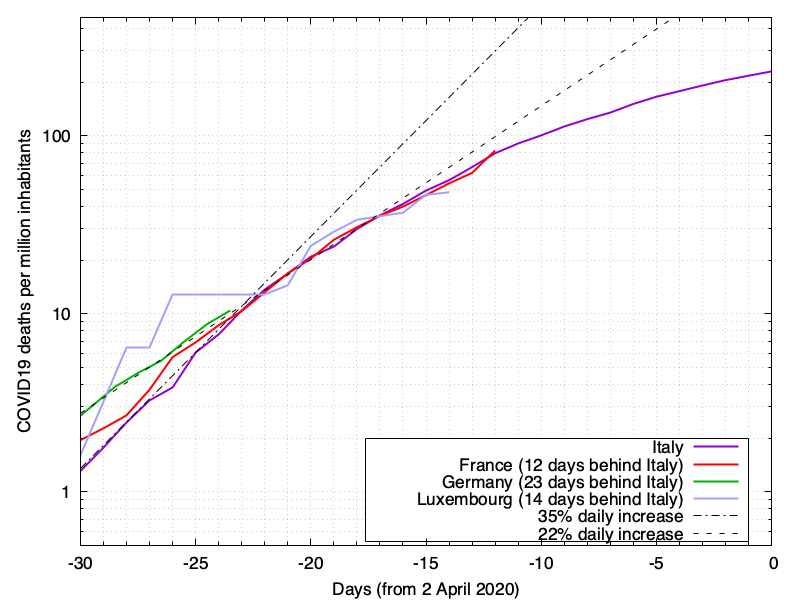 COVID19 deaths per million inhabitants
100
10
1
Italy
France (12 days behind Italy)
Germany (23 days behind Italy)
Luxembourg (14 days behind Italy)
35% daily increase
22% daily increase
-30 -25 -20 -15 -10 -5 0
Days (from 2 April 2020)